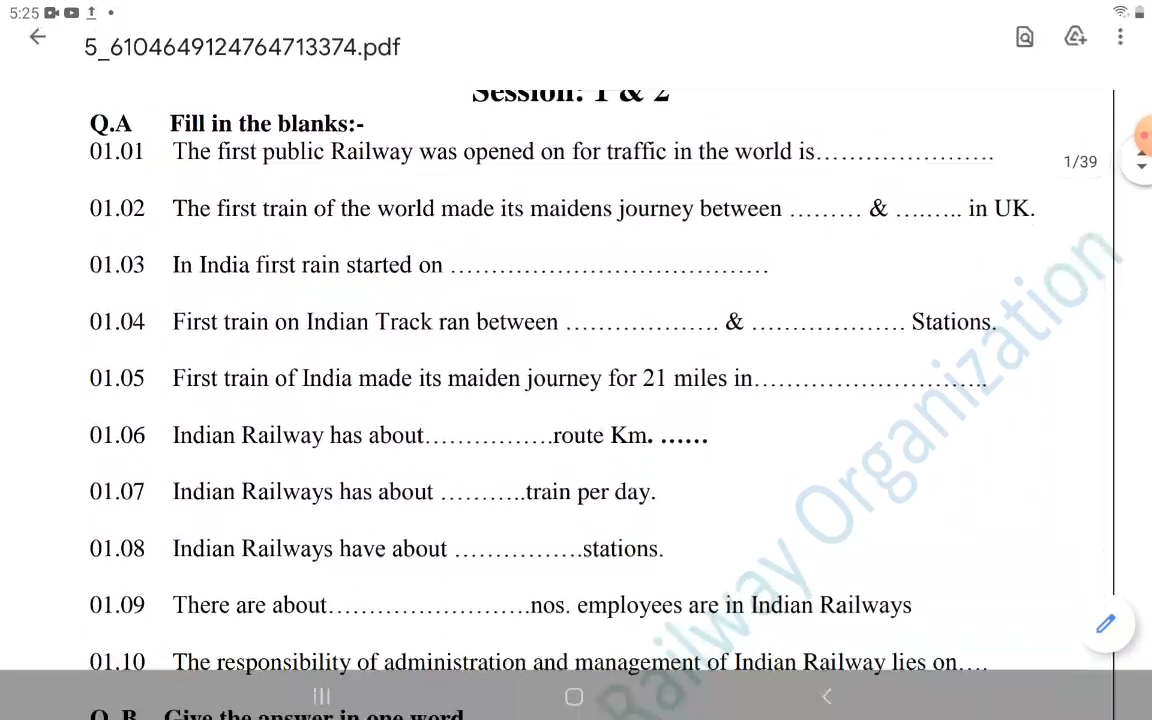 5:25
5_6104649124764713374.pdf
Session: 1 & 2
Q.A Fill in the blanks:-
01.01 The first public Railway was opened on for traffic in the world is......................
1/39
01.02 The first train of the world made its maidens journey between ......... & ......... in UK.
01.03 In India first rain started on .......................................
01.04 First train on Indian Track ran between ................... & ................... Stations.
01.05 First train of India made its maiden journey for 21 miles in.............................
01.06 Indian Railway has about................route Km. ......
01.07 Indian Railways has about ...........train per day.
01.08 Indian Railways have about ................stations.
01.09 There are about.........................nos. employees are in Indian Railways
01.10 The responsibility of administration and management of Indian Railway lies on....
Q. B Give the answer in one word
Railway Organization